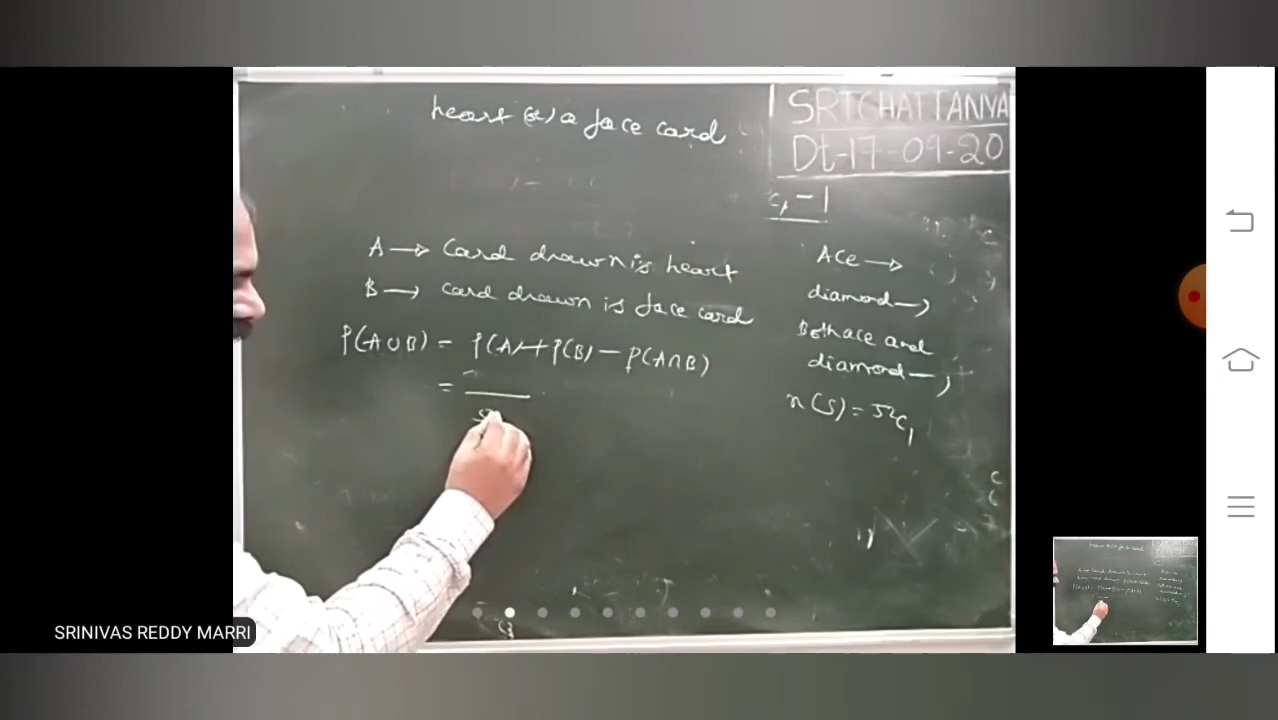 heart (or) a face card
SRICHAITANYA
Dt-17-09-20
A → Card drawn is heart
B → card drawn is face card
P(A∪B) = P(A)+P(B)-P(A∩B)
=
Ace →
diamond →
Both ace and
diamond →
n(S) = 52c₁
SRINIVAS REDDY MARRI